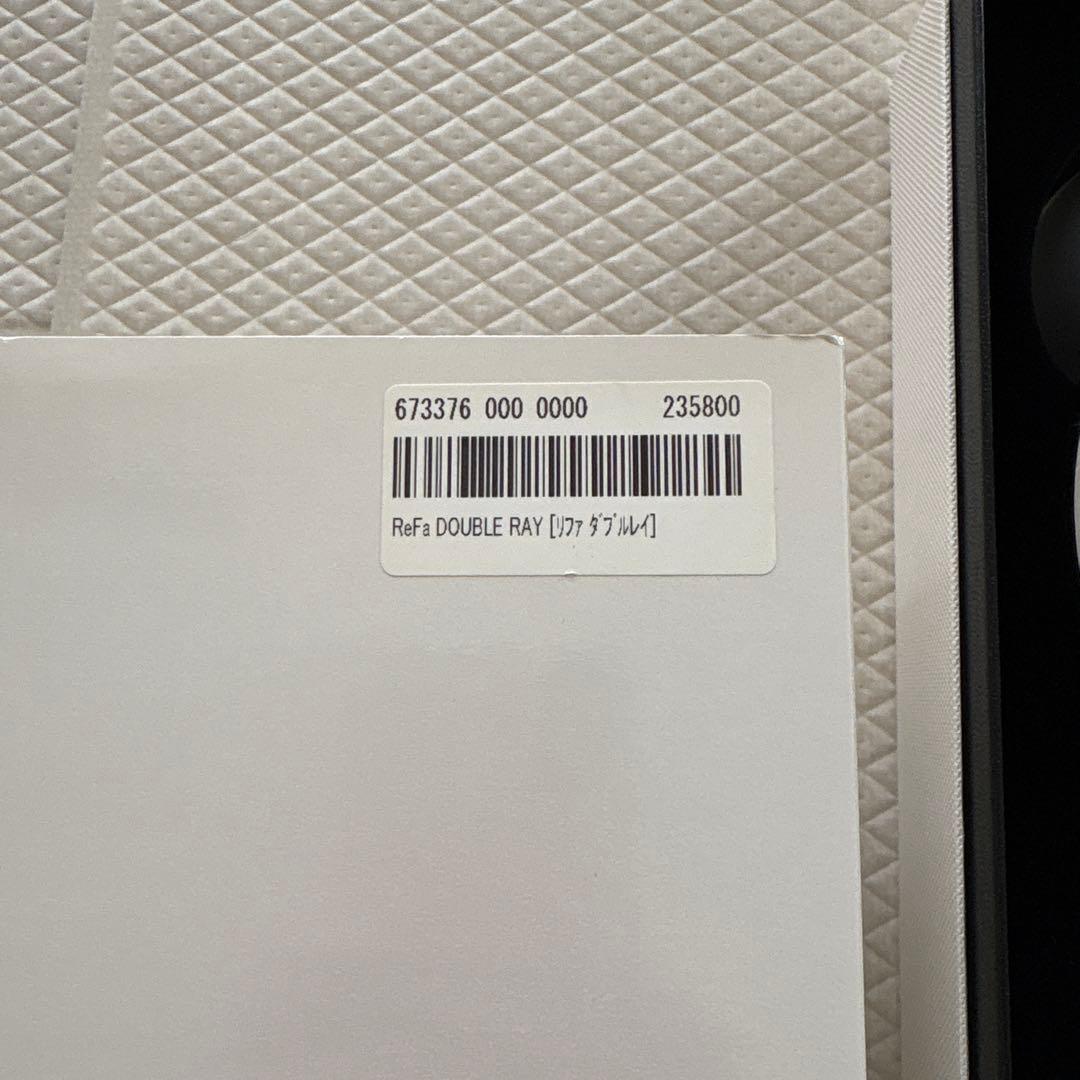 673376 000 0000 235800
ReFa DOUBLE RAY [ﾘﾌｧ ﾀﾞﾌﾞﾙﾚｲ]